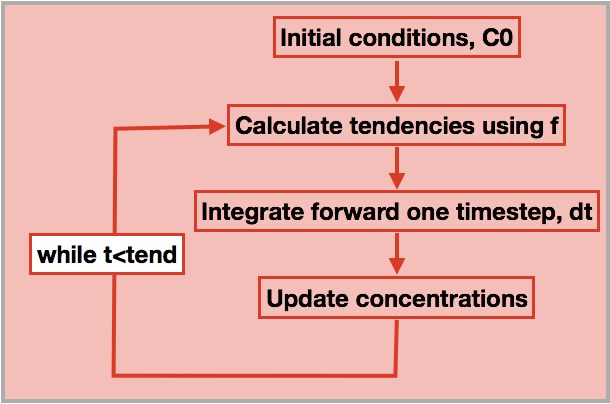 Initial conditions, C0
Calculate tendencies using f
Integrate forward one timestep, dt
while t<tend
Update concentrations